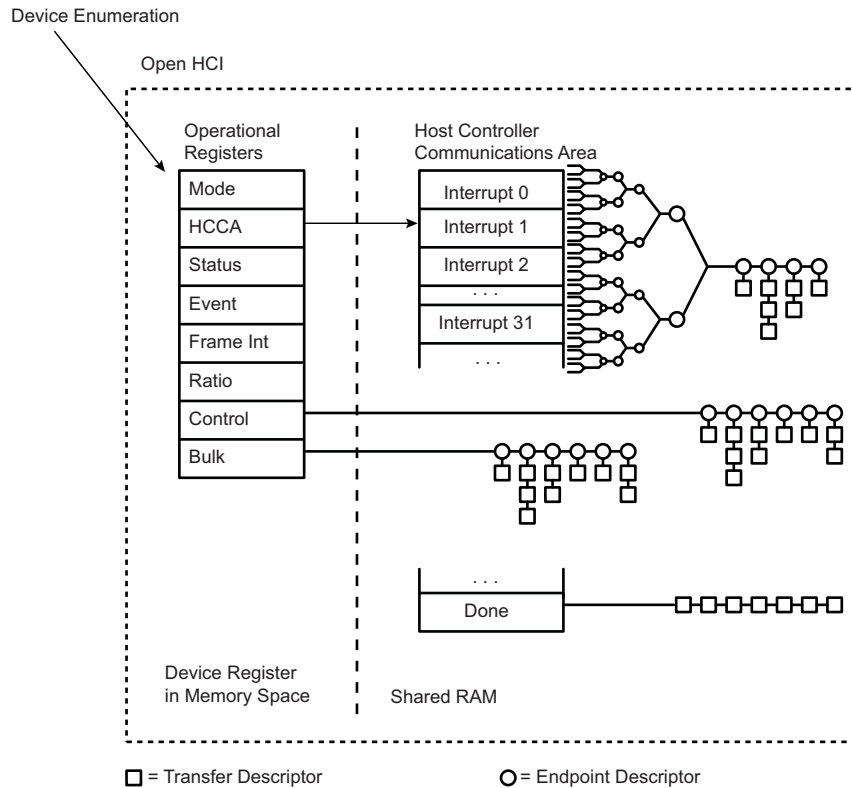 Device Enumeration
Open HCI
Operational
Registers
Mode
HCCA
Status
Event
Frame Int
Ratio
Control
Bulk
Host Controller
Communications Area
Interrupt 0
Interrupt 1
Interrupt 2
. . .
Interrupt 31
. . .
. . .
Done
Device Register
in Memory Space
Shared RAM
= Transfer Descriptor
= Endpoint Descriptor